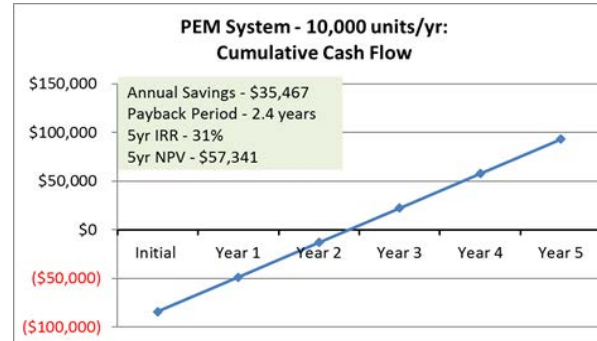 PEM System - 10,000 units/yr:
Cumulative Cash Flow
$150,000
Annual Savings - $35,467
Payback Period - 2.4 years
$100,000
5yr IRR - 31%
5yr NPV - $57,341
$50,000
$0
Initial Year 1 Year 2 Year 3 Year 4 Year 5
($50,000)
($100,000)